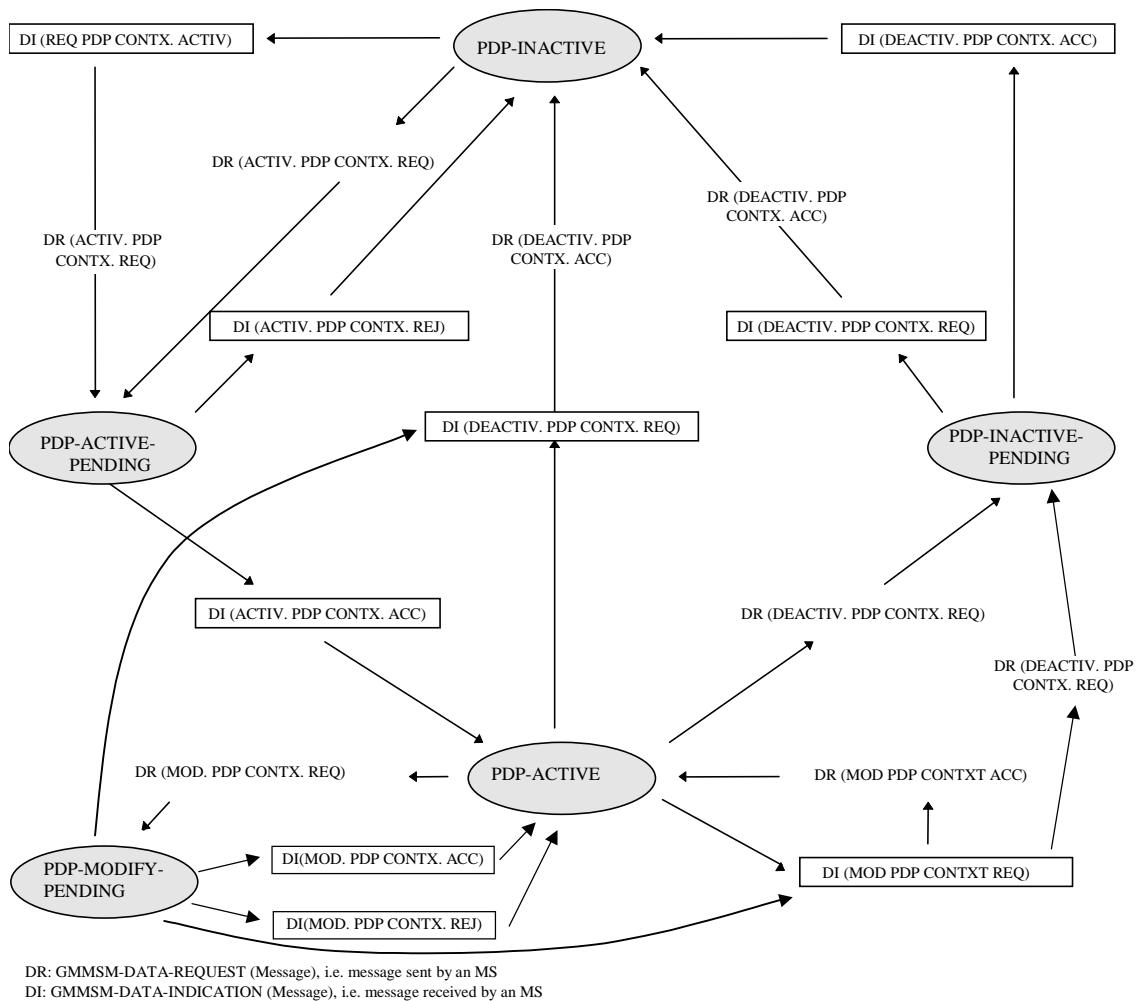 DI (REQ PDP CONTX. ACTIV)
PDP-INACTIVE
DI (DEACTIV. PDP CONTX. ACC)
DR (ACTIV. PDP CONTX. REQ)
DR (DEACTIV. PDP
CONTX. ACC)
DR (ACTIV. PDP
CONTX. REQ)
DR (DEACTIV. PDP
CONTX. ACC)
DI (ACTIV. PDP CONTX. REJ)
DI (DEACTIV. PDP CONTX. REQ)
PDP-ACTIVE-
PENDING
DI (DEACTIV. PDP CONTX. REQ)
PDP-INACTIVE-
PENDING
DI (ACTIV. PDP CONTX. ACC)
DR (DEACTIV. PDP CONTX. REQ)
DR (DEACTIV. PDP
CONTX. REQ)
DR (MOD. PDP CONTX. REQ)
PDP-ACTIVE
DR (MOD PDP CONTXT ACC)
PDP-MODIFY-
PENDING
DI(MOD. PDP CONTX. ACC)
DI (MOD PDP CONTXT REQ)
DI(MOD. PDP CONTX. REJ)
DR: GMMSM-DATA-REQUEST (Message), i.e. message sent by an MS
DI: GMMSM-DATA-INDICATION (Message), i.e. message received by an MS